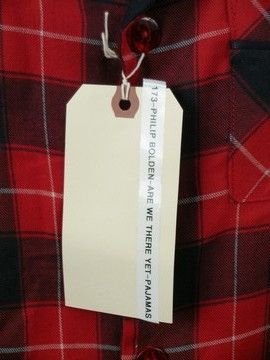 173-PHILIP BOLDEN-ARE WE THERE YET-PAJAMAS